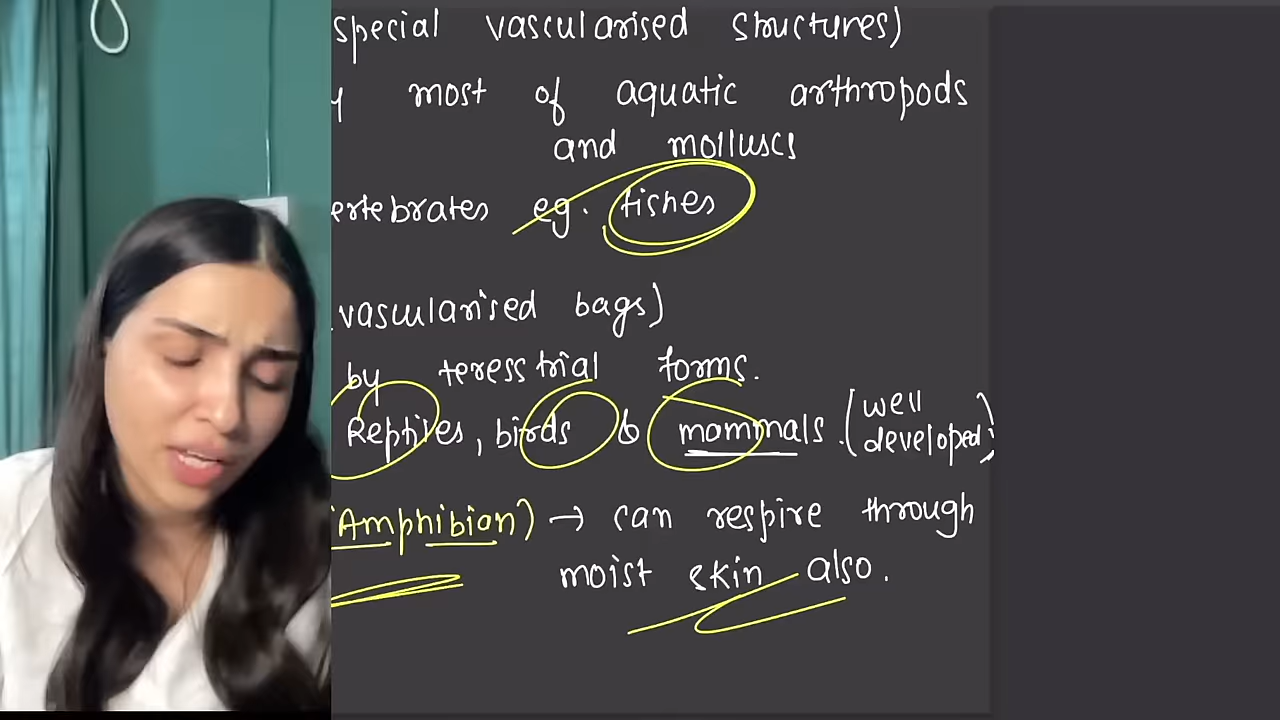 special vascularised structures)
y most of aquatic arthropods
and molluscs
ertebrates eg. fishes
vascularised bags)
by teresstrial forms.
Reptiles, birds & mammals. (well
developed)
(Amphibian) → can respire through
moist skin also.